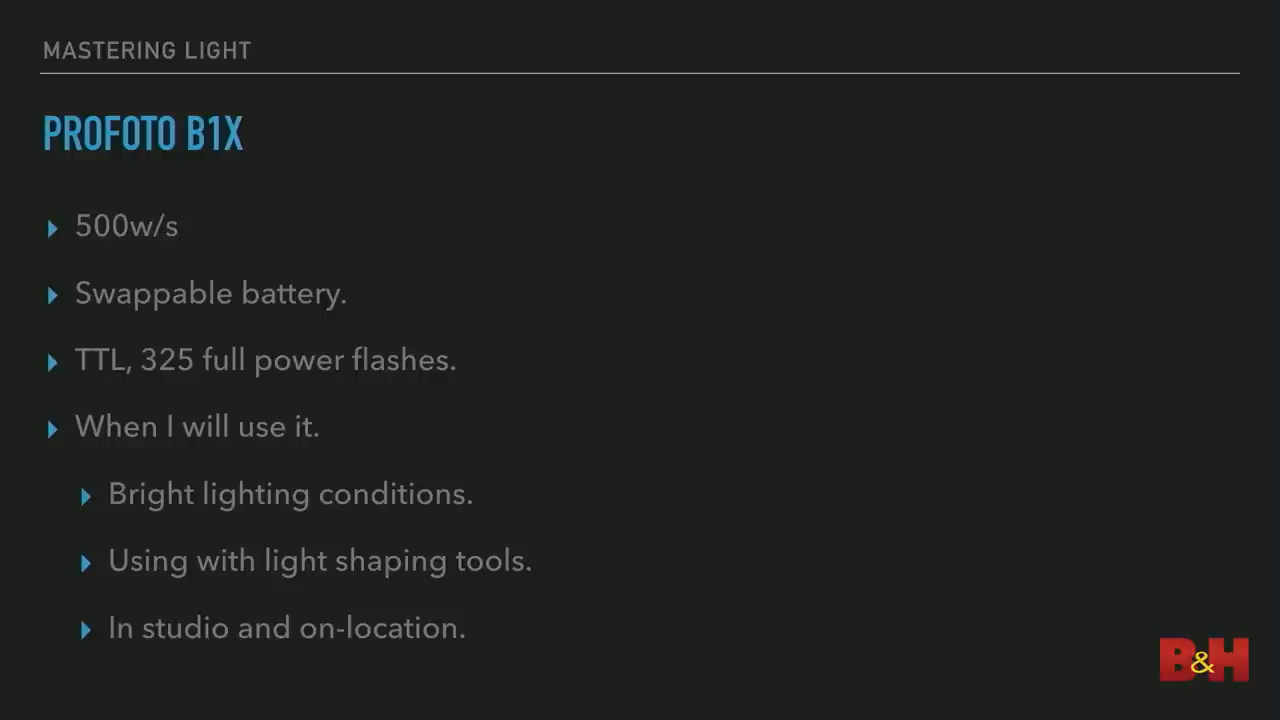 MASTERING LIGHT
PROFOTO B1X
500w/s
Swappable battery.
TTL, 325 full power flashes.
When I will use it.
Bright lighting conditions.
Using with light shaping tools.
In studio and on-location.
B&H